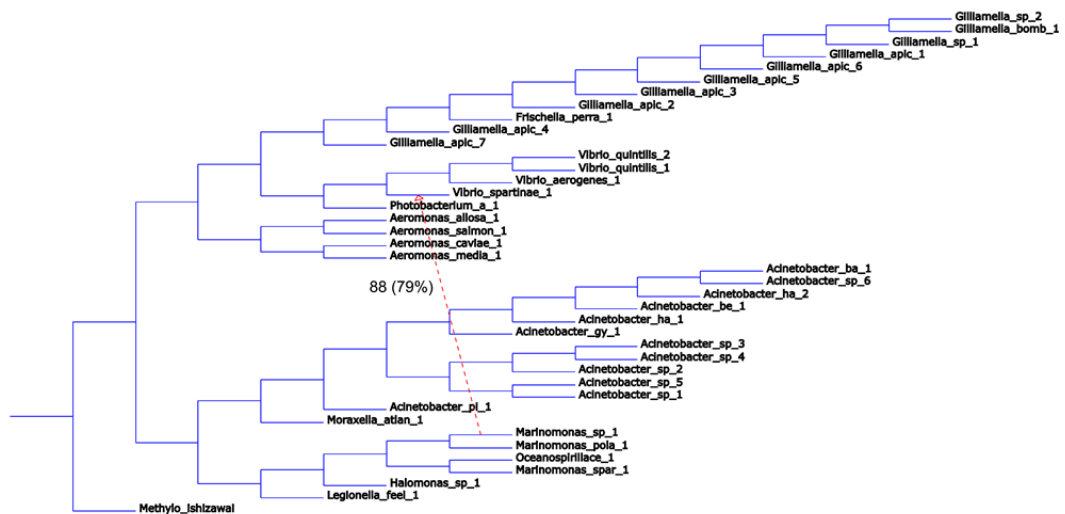 Gilliamella_sp_2
Gilliamella_bomb_1
Gilliamella_sp_1
Gilliamella_apic_1
Gilliamella_apic_6
Gilliamella_apic_5
Gilliamella_apic_3
Gilliamella_apic_2
Frischella_perra_1
Gilliamella_apic_4
Gilliamella_apic_7
Vibrio_quintilis_2
Vibrio_quintilis_1
Vibrio_aerogenes_1
Vibrio_spartinae_1
Photobacterium_a_1
Aeromonas_allosa_1
Aeromonas_salmon_1
Aeromonas_caviae_1
Aeromonas_media_1
88 (79%)
Acinetobacter_ba_1
Acinetobacter_sp_6
Acinetobacter_ha_2
Acinetobacter_be_1
Acinetobacter_ha_1
Acinetobacter_gy_1
Acinetobacter_sp_3
Acinetobacter_sp_4
Acinetobacter_sp_2
Acinetobacter_sp_5
Acinetobacter_sp_1
Acinetobacter_pi_1
Moraxella_atlan_1
Marinomonas_sp_1
Marinomonas_pola_1
Oceanospirillace_1
Marinomonas_spar_1
Halomonas_sp_1
Legionella_feei_1
Methylo_ishizawai